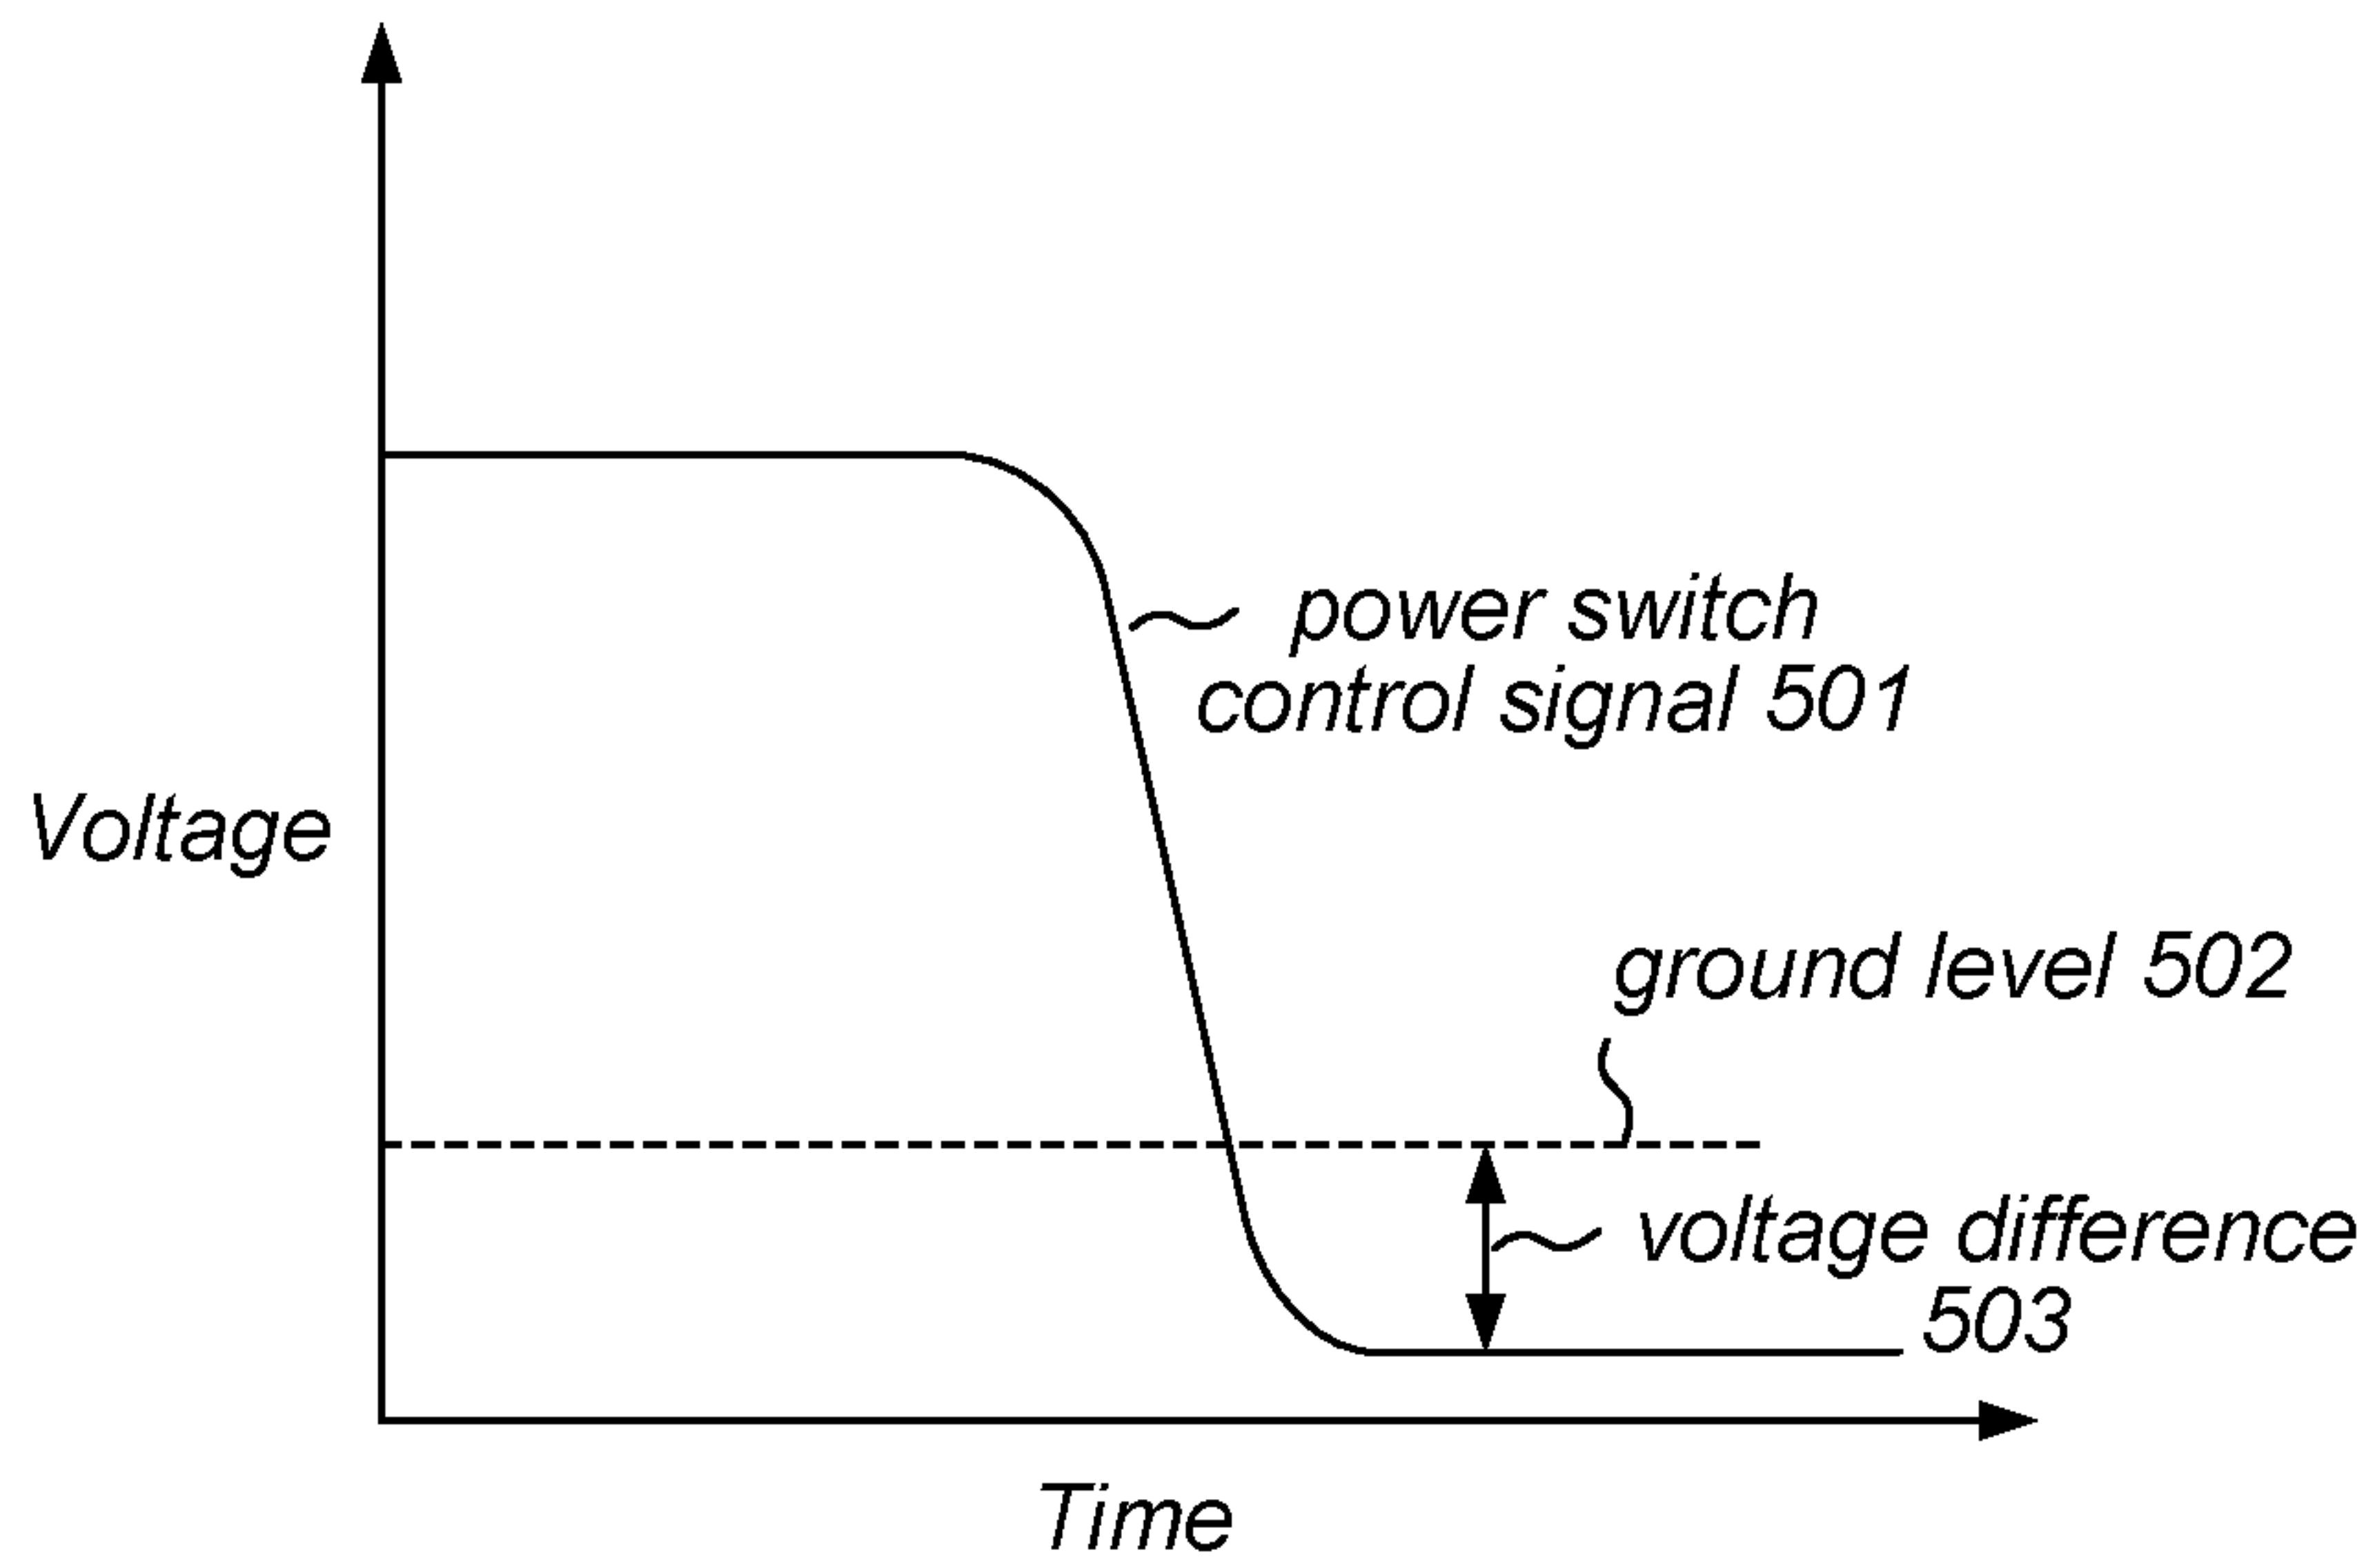 power switch
control signal 501
Voltage
ground level 502
voltage difference
503
Time